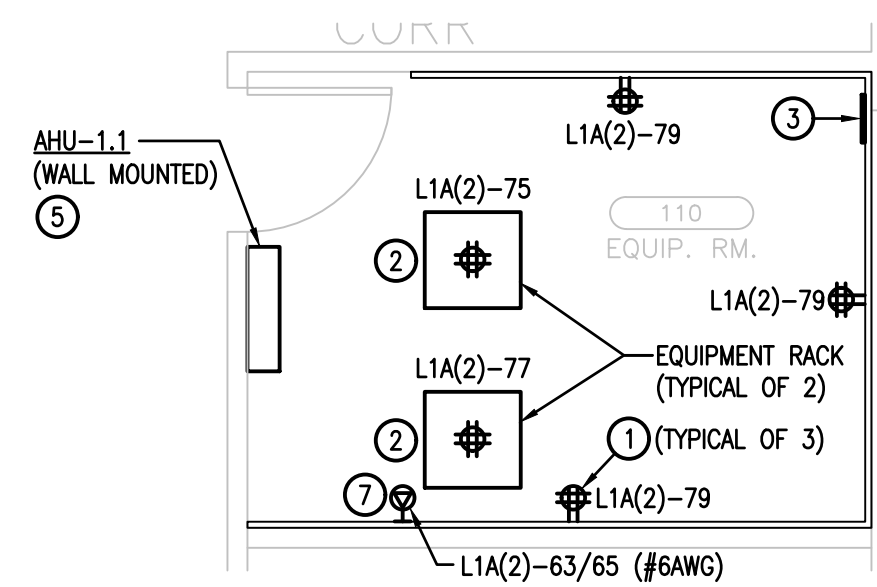 CORR
L1A(2)-79
3
AHU-1.1
(WALL MOUNTED)
5
L1A(2)-75
2
110
EQUIP. RM.
L1A(2)-79
EQUIPMENT RACK
(TYPICAL OF 2)
L1A(2)-77
2
1 (TYPICAL OF 3)
7
L1A(2)-79
L1A(2)-63/65 (#6AWG)